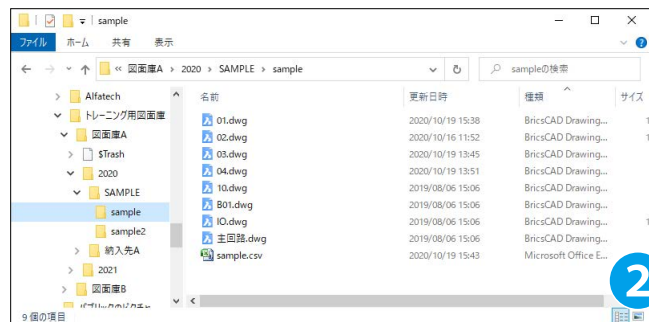 sample
ファイル ホーム 共有 表示
« 図面庫A › 2020 › SAMPLE › sample
sampleの検索
名前 更新日時 種類 サイズ
Alfatech
トレーニング用図面庫
図面庫A
$Trash
2020
SAMPLE
sample
sample2
納入先A
2021
図面庫B
01.dwg 2020/10/19 15:38 BricsCAD Drawing... 1
02.dwg 2020/10/16 11:52 BricsCAD Drawing... 1
03.dwg 2020/10/19 13:45 BricsCAD Drawing...
04.dwg 2020/10/19 13:51 BricsCAD Drawing...
10.dwg 2019/08/06 15:06 BricsCAD Drawing...
B01.dwg 2019/08/06 15:06 BricsCAD Drawing...
IO.dwg 2019/08/06 15:06 BricsCAD Drawing... 1
主回路.dwg 2019/08/06 15:06 BricsCAD Drawing...
sample.csv 2020/10/19 15:43 Microsoft Office E...
9 個の項目
2